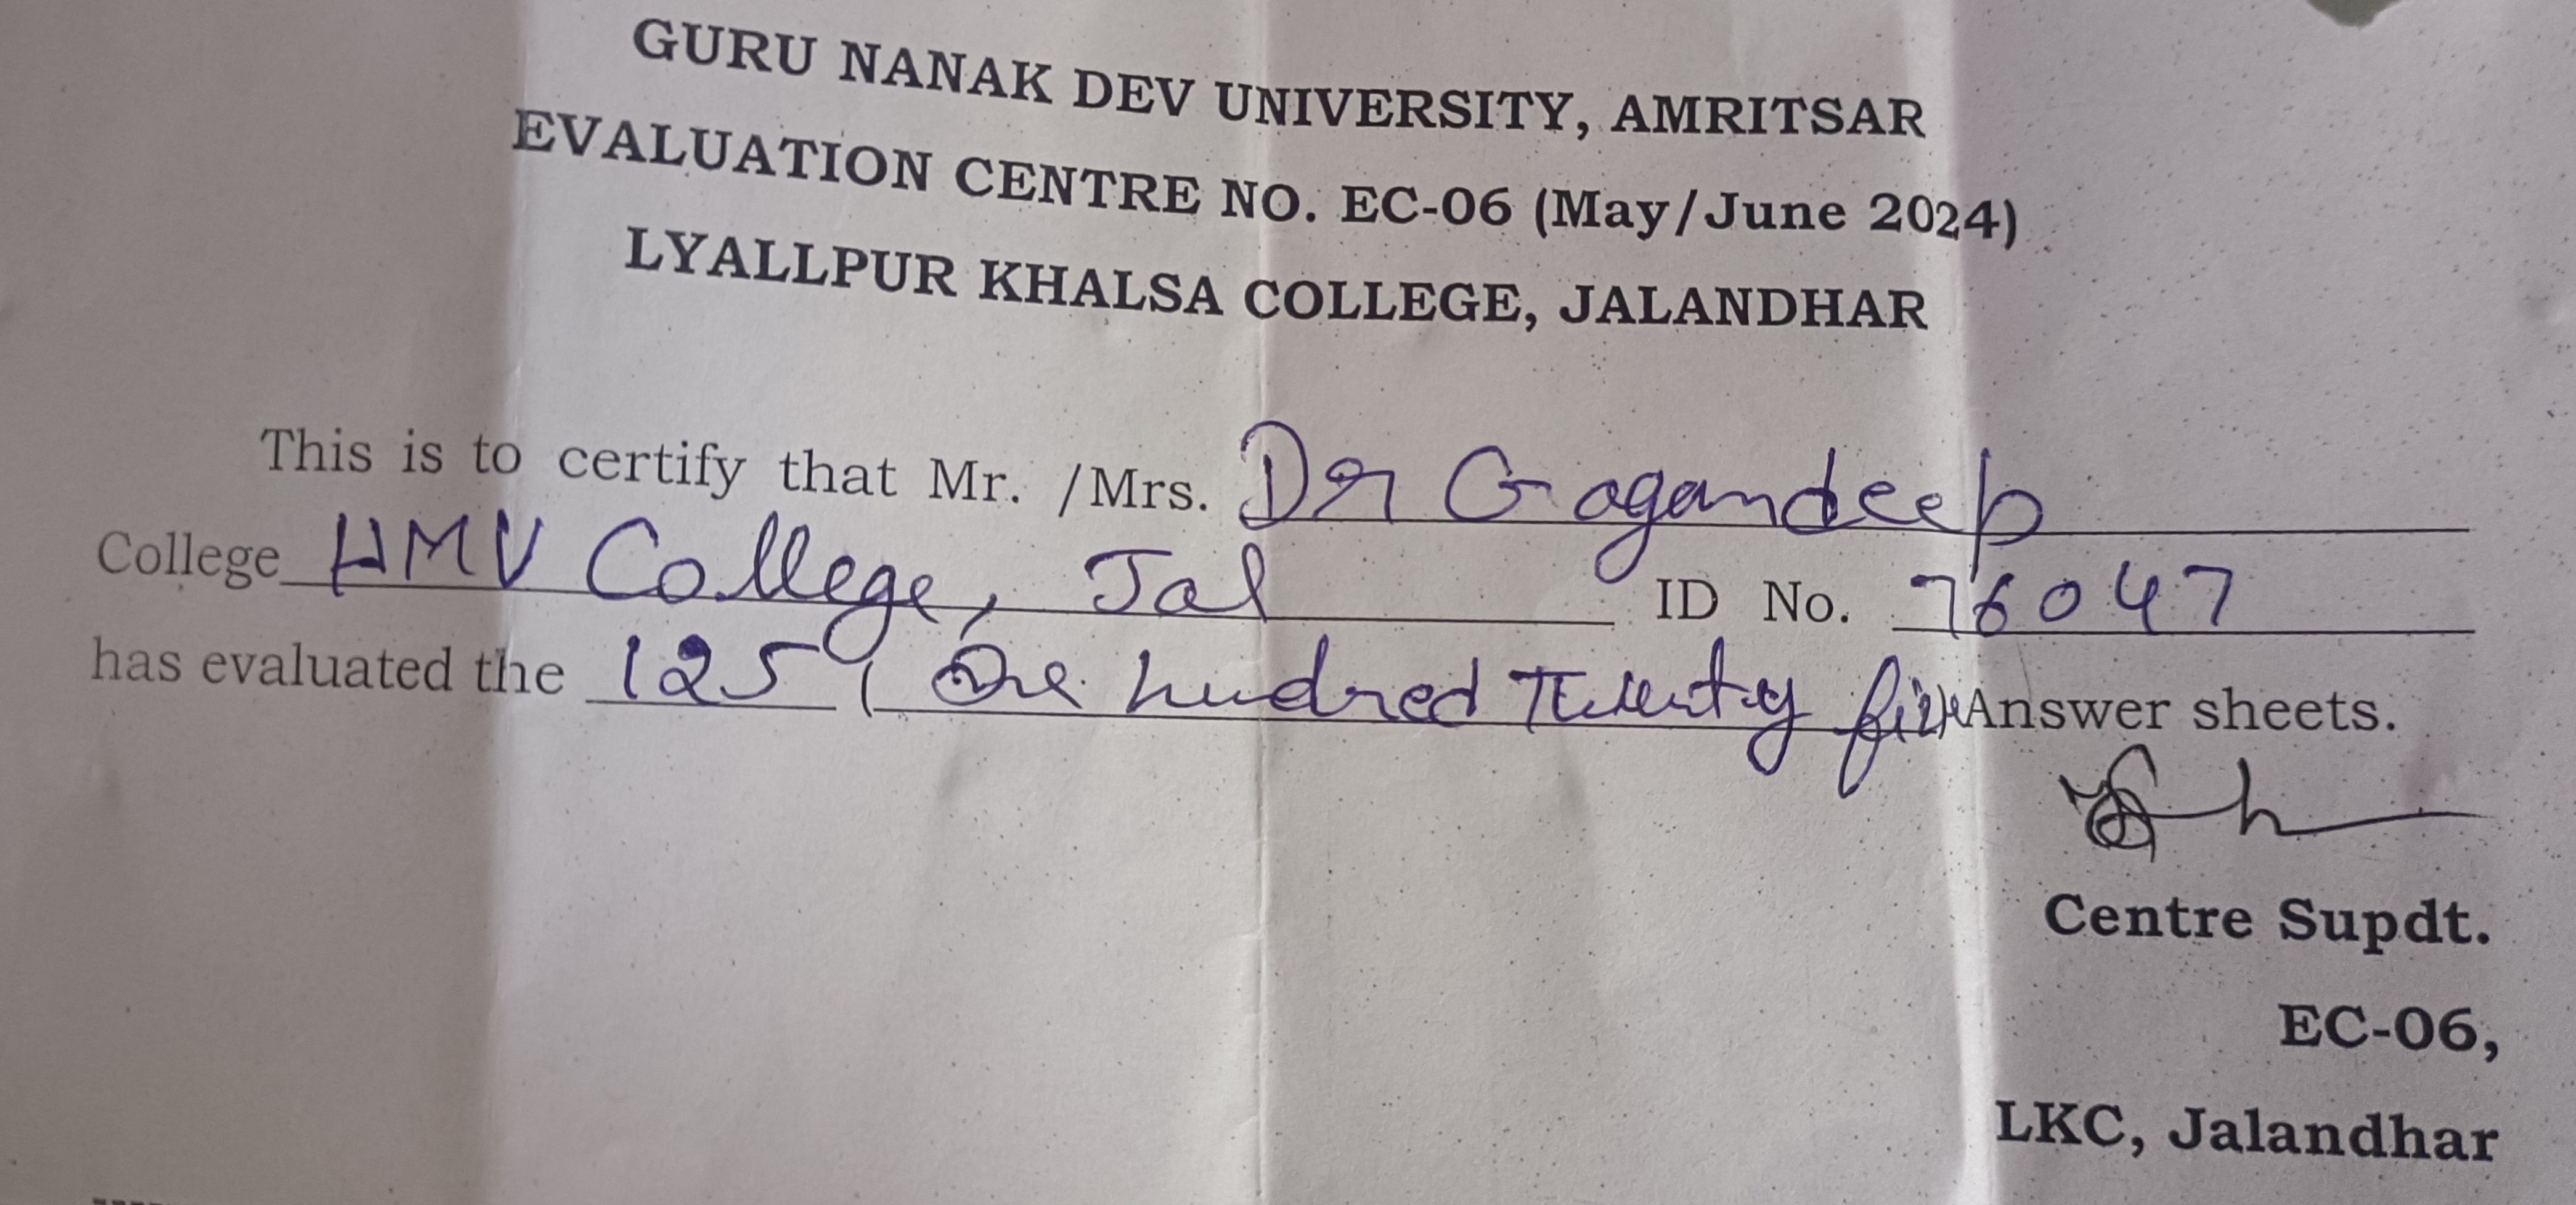 GURU NANAK DEV UNIVERSITY, AMRITSAR
EVALUATION CENTRE NO. EC-06 (May/June 2024)
LYALLPUR KHALSA COLLEGE, JALANDHAR
This is to certify that Mr. /Mrs. Dr Gagandeep
College HMV College, Jal ID No. 76047
has evaluated the 125 (One hundred Twenty five) Answer sheets.
Centre Supdt.
EC-06,
LKC, Jalandhar